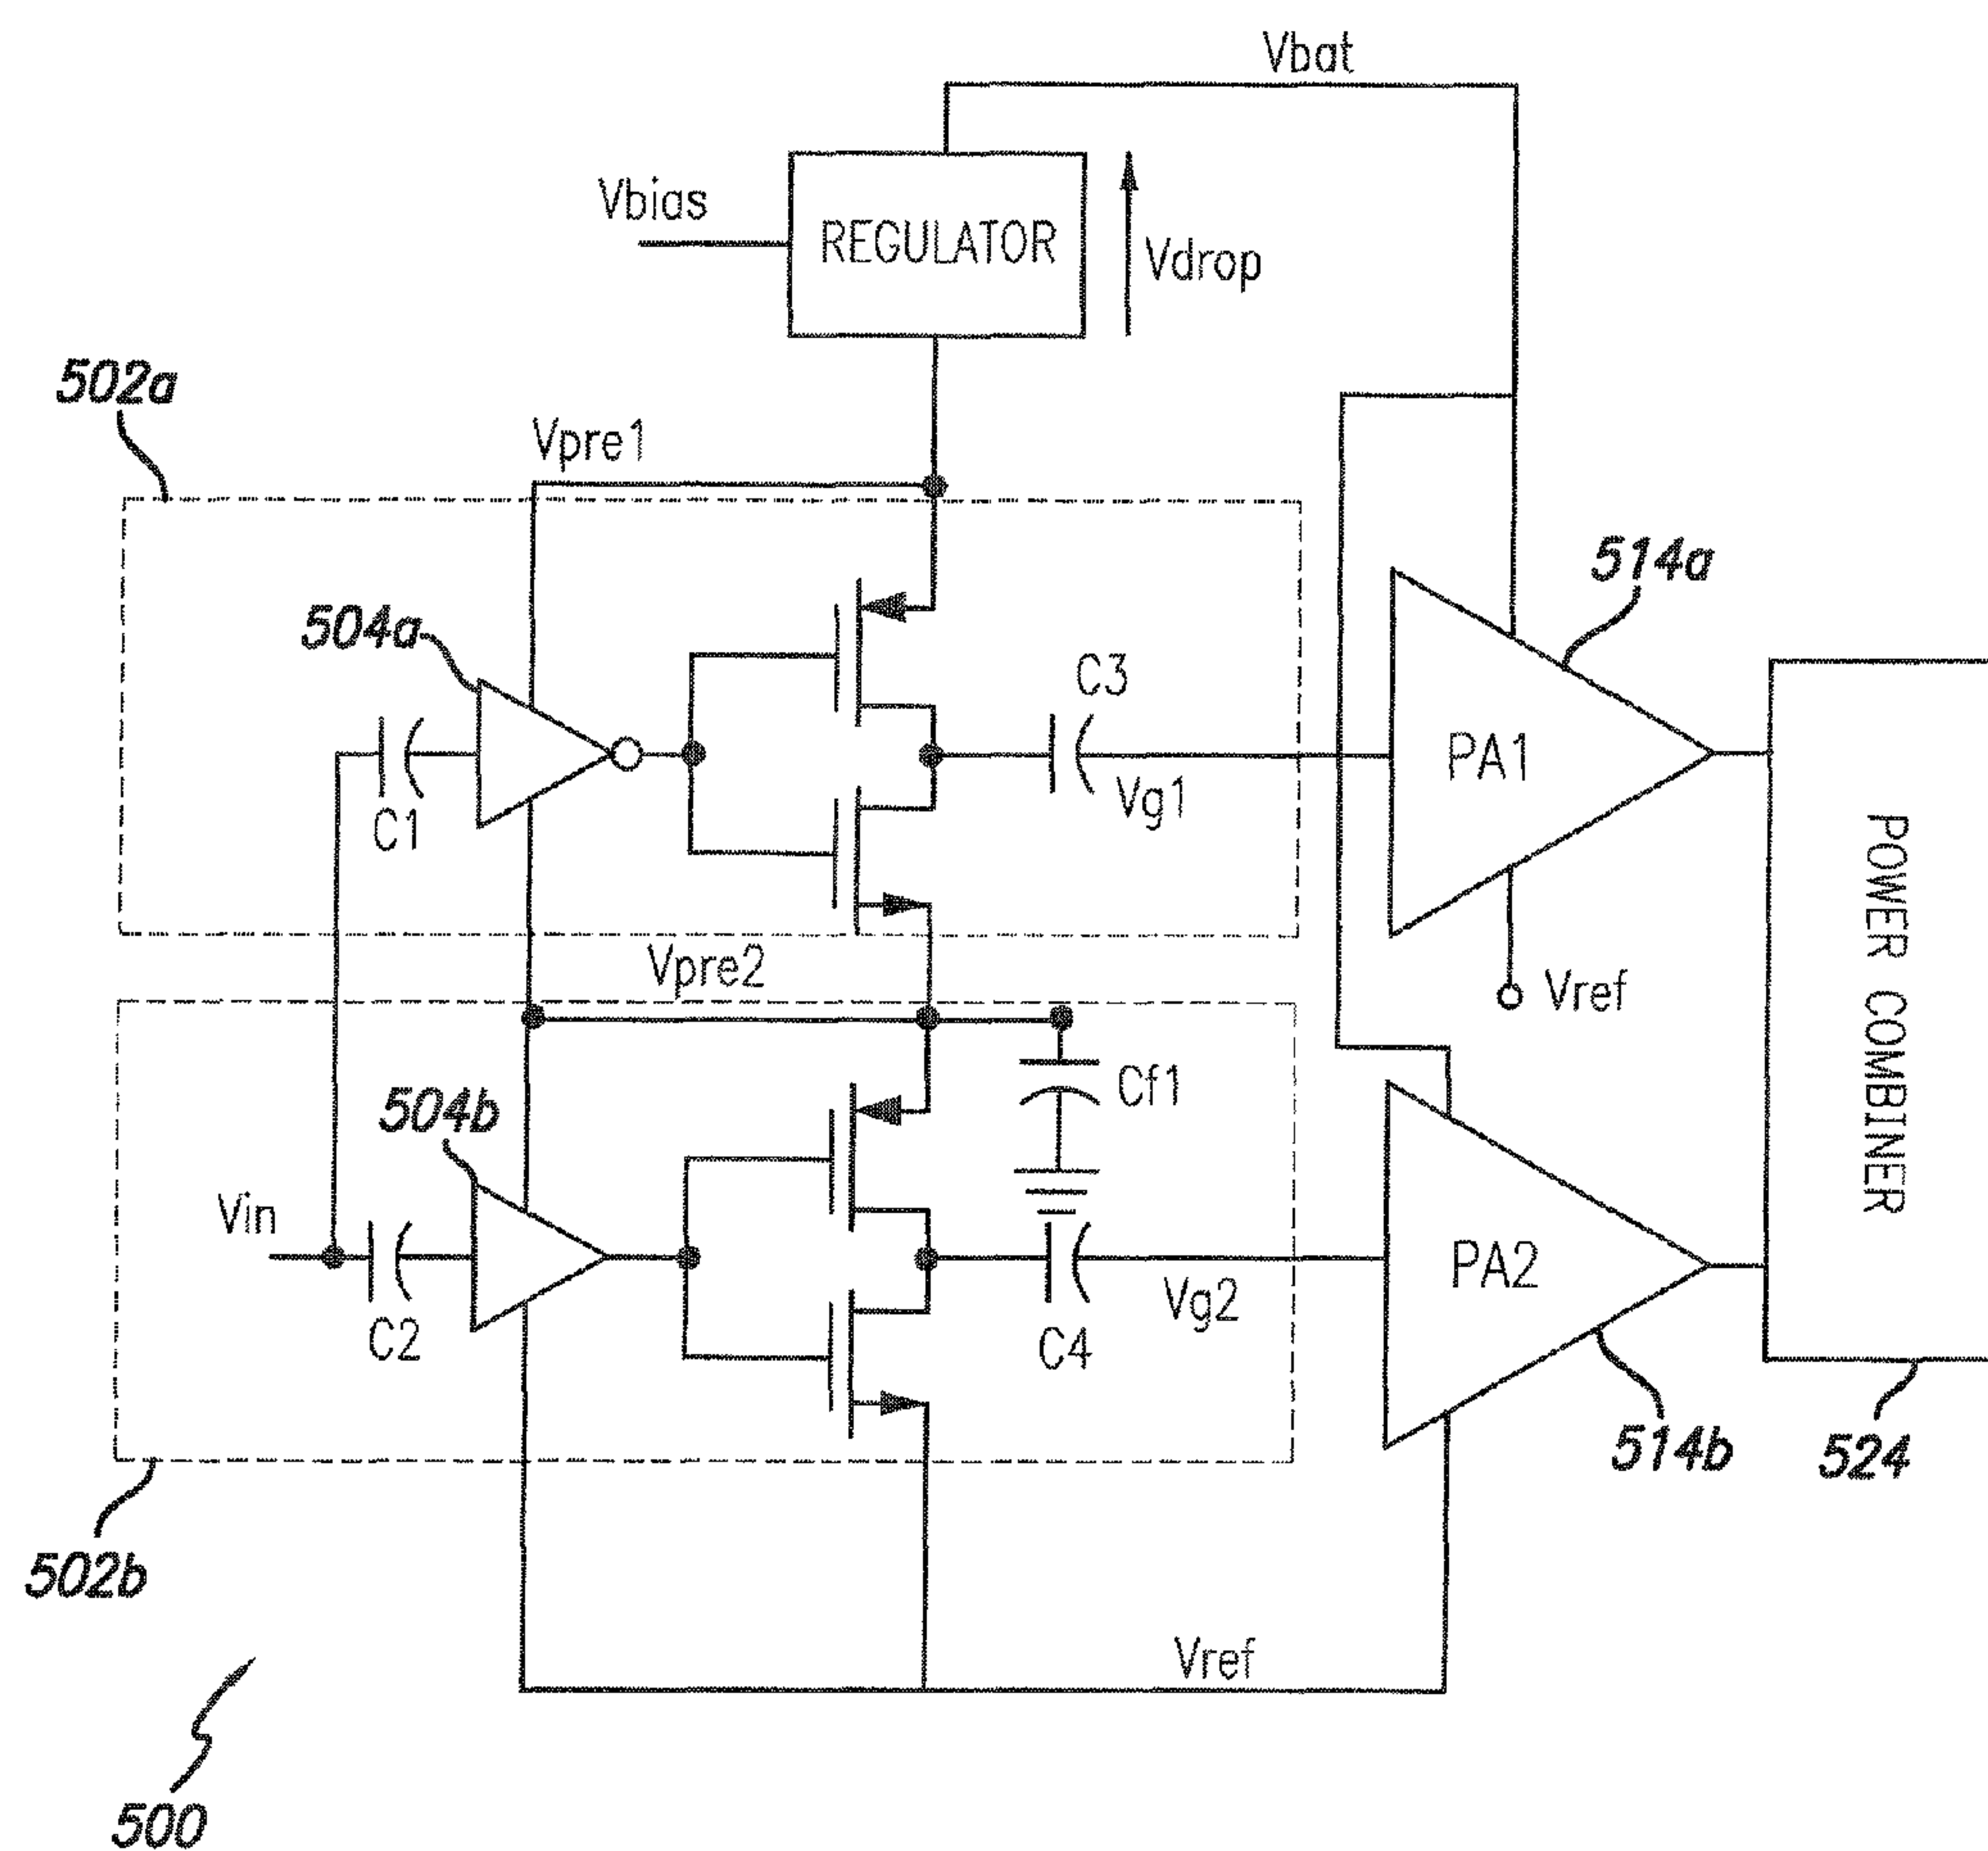 Vbat
Vbias
REGULATOR
Vdrop
502a
Vpre1
514a
504a
C3
PA1
C1
Vg1
POWER COMBINER
Vpre2
Vref
Cf1
504b
Vin
PA2
C2
Vg2
C4
514b
524
502b
Vref
500